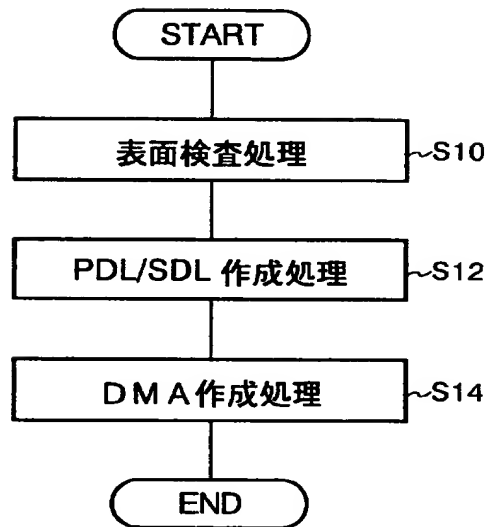 START
表面検査処理
S10
PDL/SDL 作成処理
S12
DMA作成処理
S14
END